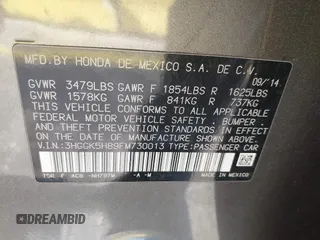 MFD.BY HONDA DE MEXICO S.A. DE C.V.
09/'14
GVWR 3479LBS GAWR F 1854LBS R 1625LBS
GVWR 1578KG GAWR F 841KG R 737KG
THIS VEHICLE CONFORMS TO ALL APPLICABLE
FEDERAL MOTOR VEHICLE SAFETY, BUMPER,
AND THEFT PREVENTION STANDARDS IN EFFECT
ON THE DATE OF MANUFACTURE SHOWN ABOVE.
V.I.N.:3HGGK5H89FM730013 TYPE:PASSENGER CAR
NH797M -A -M
MADE IN MEXICO
DREAMBID